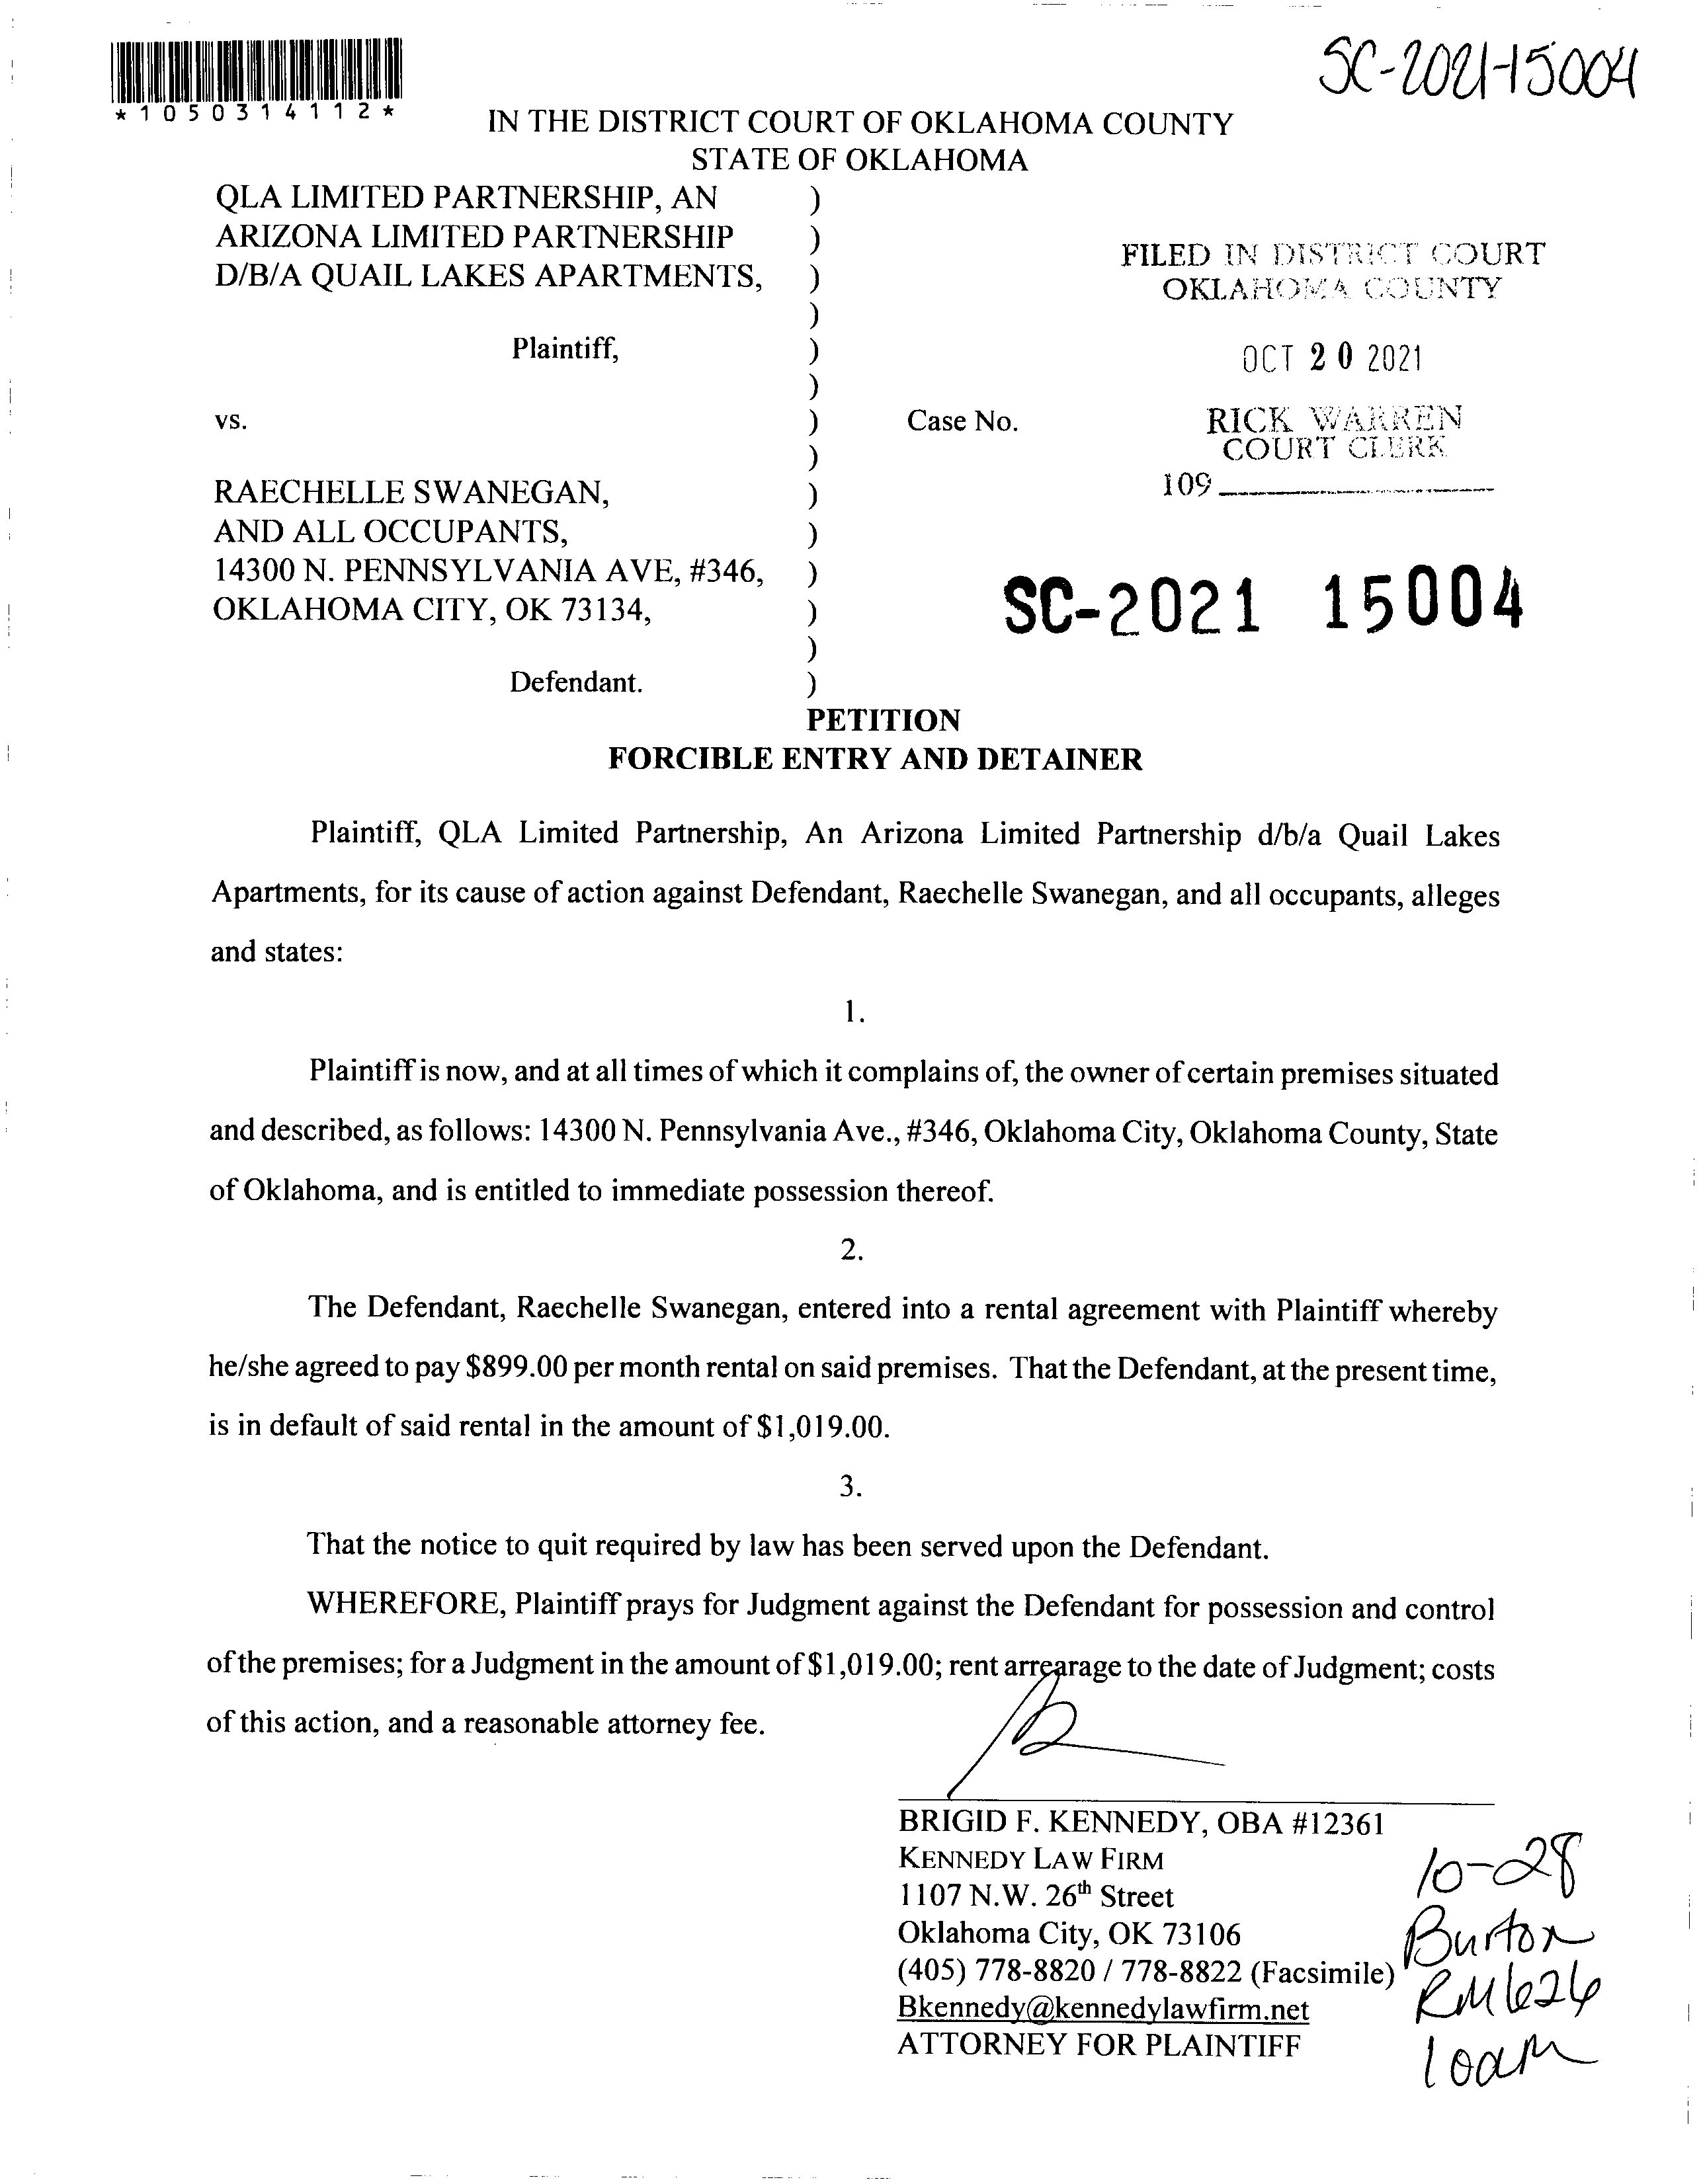 SC-2021-15004
*1050314112*
IN THE DISTRICT COURT OF OKLAHOMA COUNTY
STATE OF OKLAHOMA
QLA LIMITED PARTNERSHIP, AN )
ARIZONA LIMITED PARTNERSHIP )
D/B/A QUAIL LAKES APARTMENTS, )
)
FILED IN DISTRICT COURT
OKLAHOMA COUNTY
Plaintiff, )
OCT 20 2021
)
vs. ) Case No.
RICK WARREN
COURT CLERK
)
109
RAECHELLE SWANEGAN, )
AND ALL OCCUPANTS, )
14300 N. PENNSYLVANIA AVE, #346, )
OKLAHOMA CITY, OK 73134, )
SC-2021 15004
)
Defendant. )
PETITION
FORCIBLE ENTRY AND DETAINER
Plaintiff, QLA Limited Partnership, An Arizona Limited Partnership d/b/a Quail Lakes
Apartments, for its cause of action against Defendant, Raechelle Swanegan, and all occupants, alleges
and states:
1.
Plaintiff is now, and at all times of which it complains of, the owner of certain premises situated
and described, as follows: 14300 N. Pennsylvania Ave., #346, Oklahoma City, Oklahoma County, State
of Oklahoma, and is entitled to immediate possession thereof.
2.
The Defendant, Raechelle Swanegan, entered into a rental agreement with Plaintiff whereby
he/she agreed to pay $899.00 per month rental on said premises. That the Defendant, at the present time,
is in default of said rental in the amount of $1,019.00.
3.
That the notice to quit required by law has been served upon the Defendant.
WHEREFORE, Plaintiff prays for Judgment against the Defendant for possession and control
of the premises; for a Judgment in the amount of $1,019.00; rent arrearage to the date of Judgment; costs
of this action, and a reasonable attorney fee.
BRIGID F. KENNEDY, OBA #12361
KENNEDY LAW FIRM
1107 N.W. 26th Street
Oklahoma City, OK 73106
(405) 778-8820 / 778-8822 (Facsimile)
Bkennedy@kennedylawfirm.net
ATTORNEY FOR PLAINTIFF
10-28
Burton
RM 626
10am